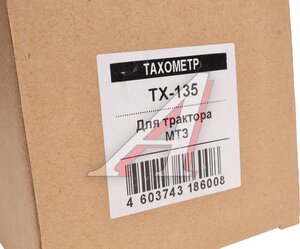 ТАХОМЕТР
ТХ-135
Для трактора
МТЗ
4 603743 186008